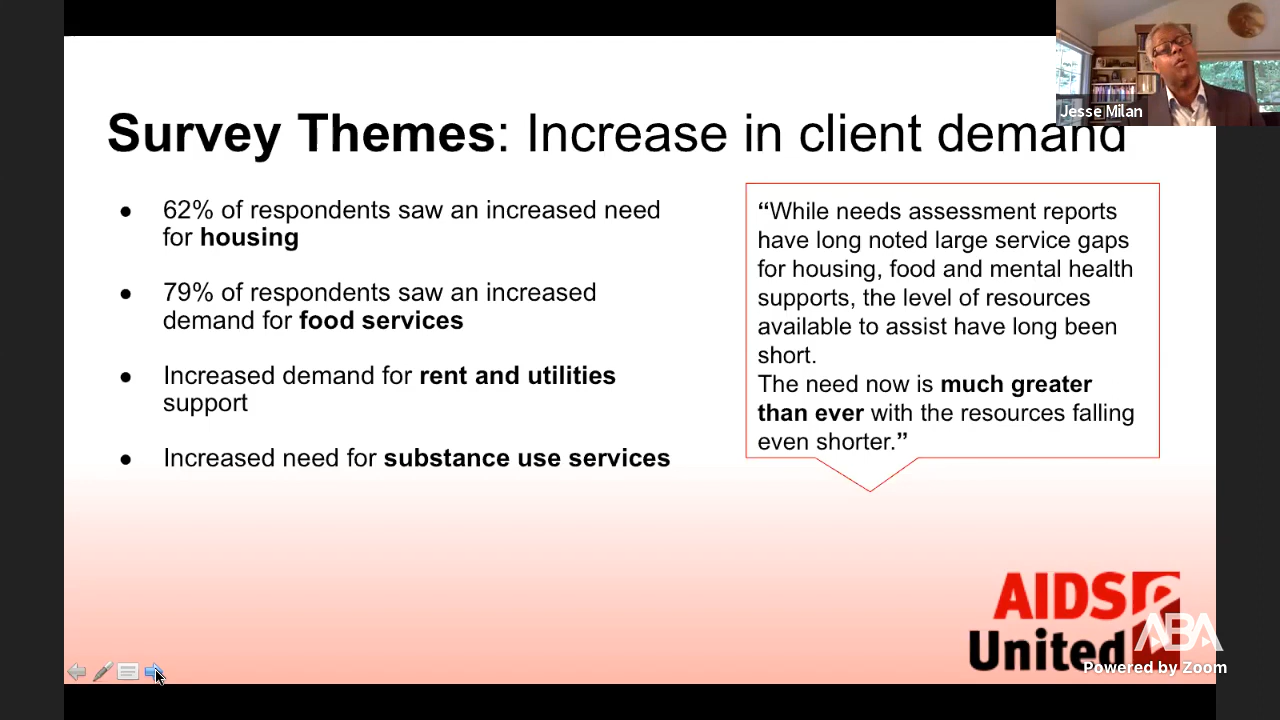 Jesse Milan
Survey Themes: Increase in client demand
● 62% of respondents saw an increased need
for housing
● 79% of respondents saw an increased
demand for food services
● Increased demand for rent and utilities
support
● Increased need for substance use services
“While needs assessment reports
have long noted large service gaps
for housing, food and mental health
supports, the level of resources
available to assist have long been
short.
The need now is much greater
than ever with the resources falling
even shorter.”
AIDS
United
ABA
Powered by Zoom